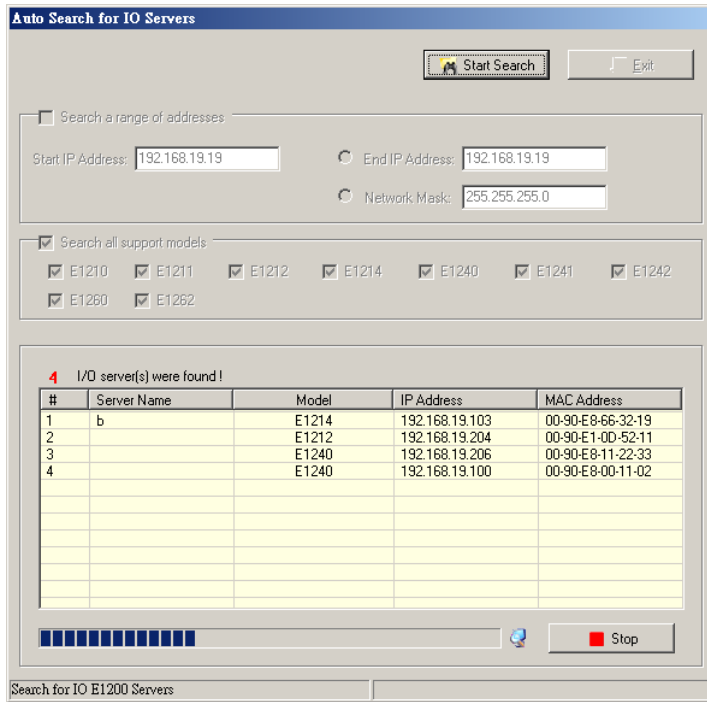 Auto Search for IO Servers
Start Search Exit
Search a range of addresses
Start IP Address: 192.168.19.19 End IP Address: 192.168.19.19
Network Mask: 255.255.255.0
Search all support models
E1210 E1211 E1212 E1214 E1240 E1241 E1242
E1260 E1262
4 I/O server(s) were found !
# Server Name Model IP Address MAC Address
1 b E1214 192.168.19.103 00-90-E8-66-32-19
2 E1212 192.168.19.204 00-90-E1-0D-52-11
3 E1240 192.168.19.206 00-90-E8-11-22-33
4 E1240 192.168.19.100 00-90-E8-00-11-02
Stop
Search for IO E1200 Servers